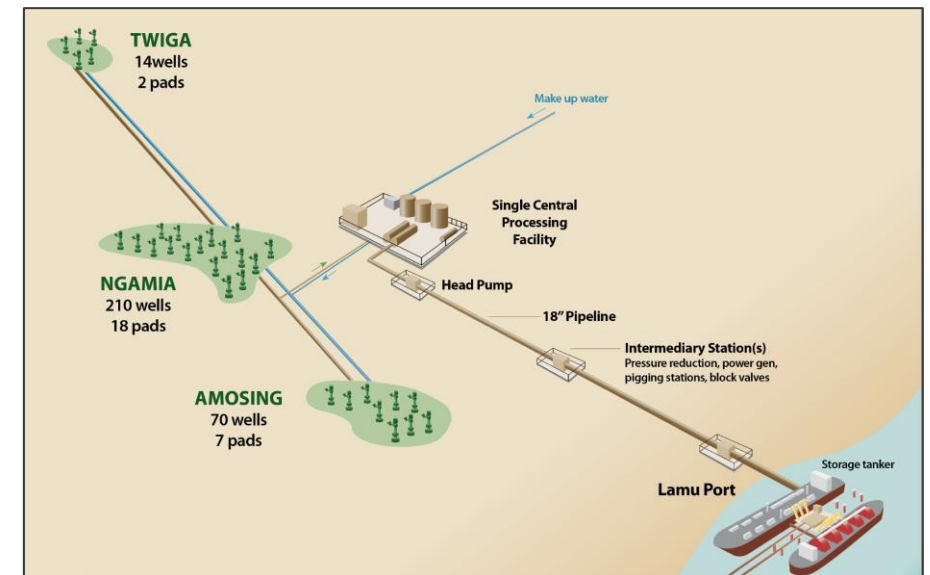 TWIGA
14wells
2 pads
Make up water
Single Central
Processing
Facility
NGAMIA
210 wells
18 pads
Head Pump
18” Pipeline
Intermediary Station(s)
Pressure reduction, power gen,
pigging stations, block valves
AMOSING
70 wells
7 pads
Storage tanker
Lamu Port